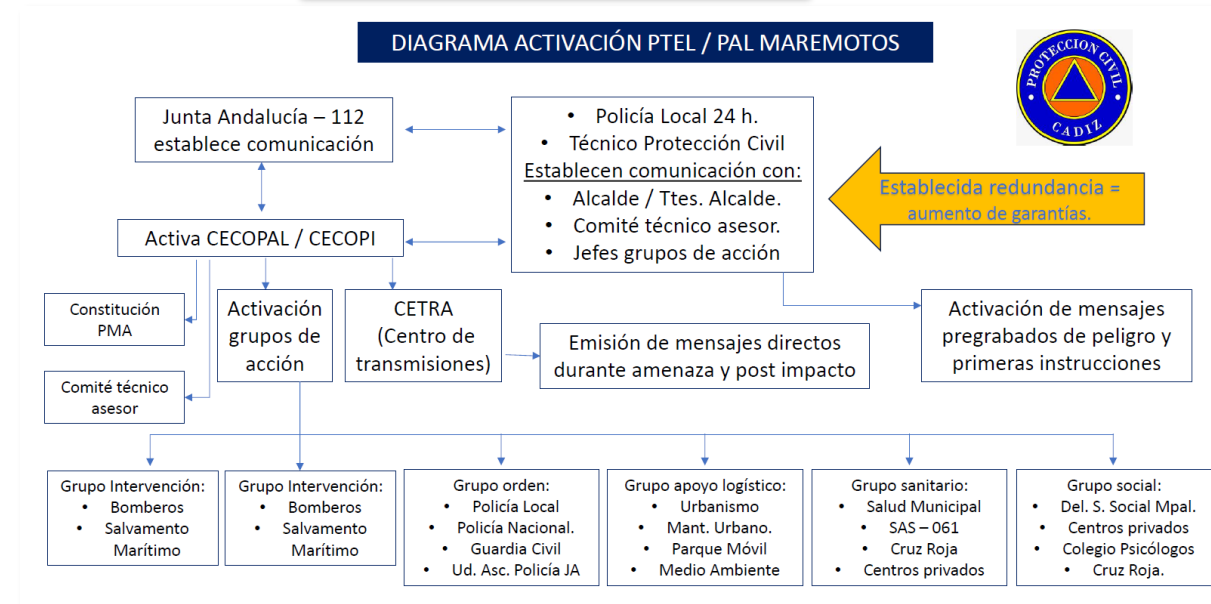 DIAGRAMA ACTIVACIÓN PTEL / PAL MAREMOTOS
PROTECCION CIVIL
CADIZ
Junta Andalucía – 112
establece comunicación
• Policía Local 24 h.
• Técnico Protección Civil
Establecen comunicación con:
• Alcalde / Ttes. Alcalde.
• Comité técnico asesor.
• Jefes grupos de acción
Establecida redundancia =
aumento de garantías.
Activa CECOPAL / CECOPI
Constitución
PMA
Activación
grupos de
acción
CETRA
(Centro de
transmisiones)
Emisión de mensajes directos
durante amenaza y post impacto
Activación de mensajes
pregrabados de peligro y
primeras instrucciones
Comité técnico
asesor
Grupo Intervención:
• Bomberos
• Salvamento
Marítimo
Grupo Intervención:
• Bomberos
• Salvamento
Marítimo
Grupo orden:
• Policía Local
• Policía Nacional.
• Guardia Civil
• Ud. Asc. Policía JA
Grupo apoyo logístico:
• Urbanismo
• Mant. Urbano.
• Parque Móvil
• Medio Ambiente
Grupo sanitario:
• Salud Municipal
• SAS – 061
• Cruz Roja
• Centros privados
Grupo social:
• Del. S. Social Mpal.
• Centros privados
• Colegio Psicólogos
• Cruz Roja.